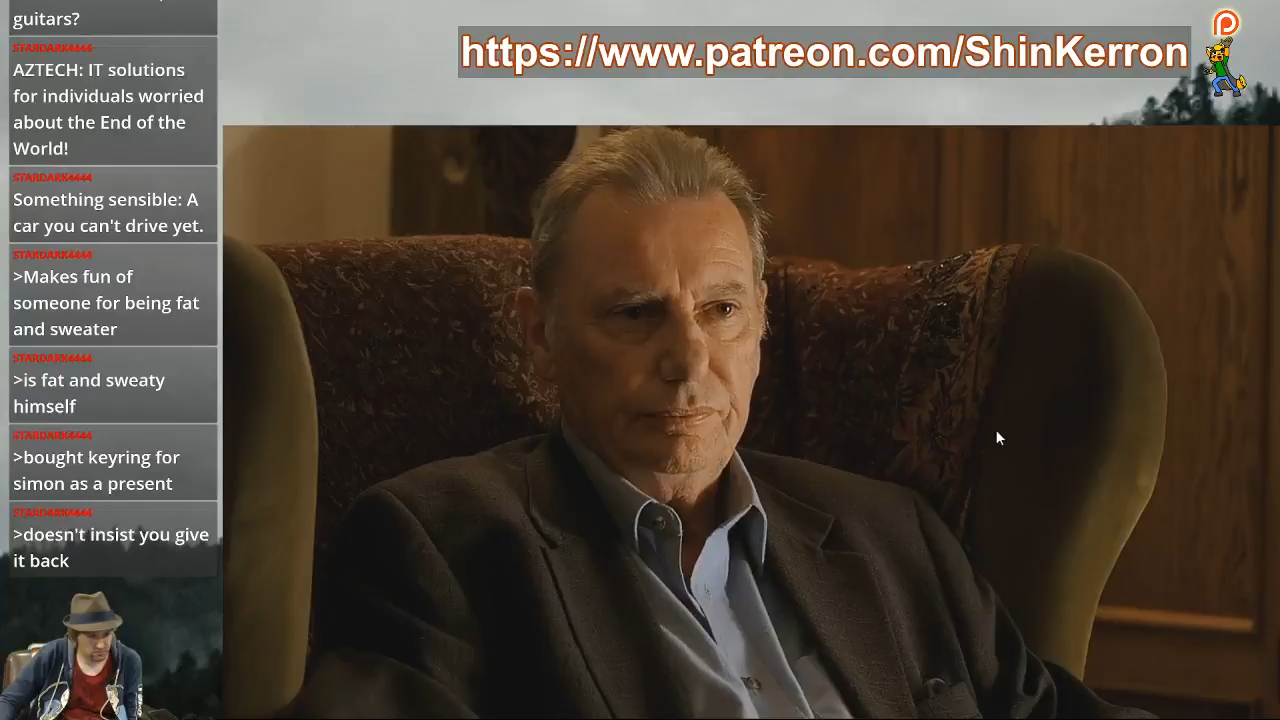 guitars?
STARDARK4444
AZTECH: IT solutions
for individuals worried
about the End of the
World!
STARDARK4444
Something sensible: A
car you can't drive yet.
STARDARK4444
>Makes fun of
someone for being fat
and sweater
STARDARK4444
>is fat and sweaty
himself
STARDARK4444
>bought keyring for
simon as a present
STARDARK4444
>doesn't insist you give
it back
https://www.patreon.com/ShinKerron